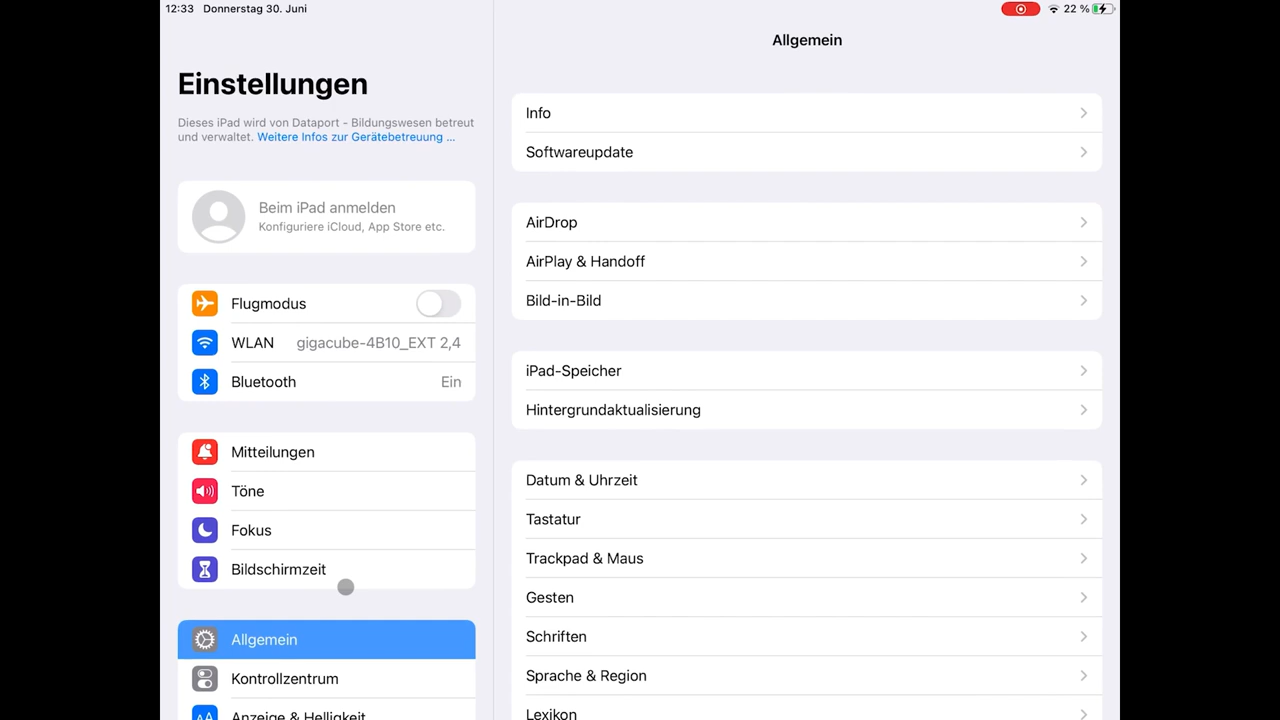 12:33 Donnerstag 30. Juni
22 %
Einstellungen
Dieses iPad wird von Dataport - Bildungswesen betreut
und verwaltet. Weitere Infos zur Gerätebetreuung ...
Beim iPad anmelden
Konfiguriere iCloud, App Store etc.
Flugmodus
WLAN gigacube-4B10_EXT 2,4
Bluetooth Ein
Mitteilungen
Töne
Fokus
Bildschirmzeit
Allgemein
Kontrollzentrum
Anzeige & Helligkeit
Allgemein
Info
Softwareupdate
AirDrop
AirPlay & Handoff
Bild-in-Bild
iPad-Speicher
Hintergrundaktualisierung
Datum & Uhrzeit
Tastatur
Trackpad & Maus
Gesten
Schriften
Sprache & Region
Lexikon